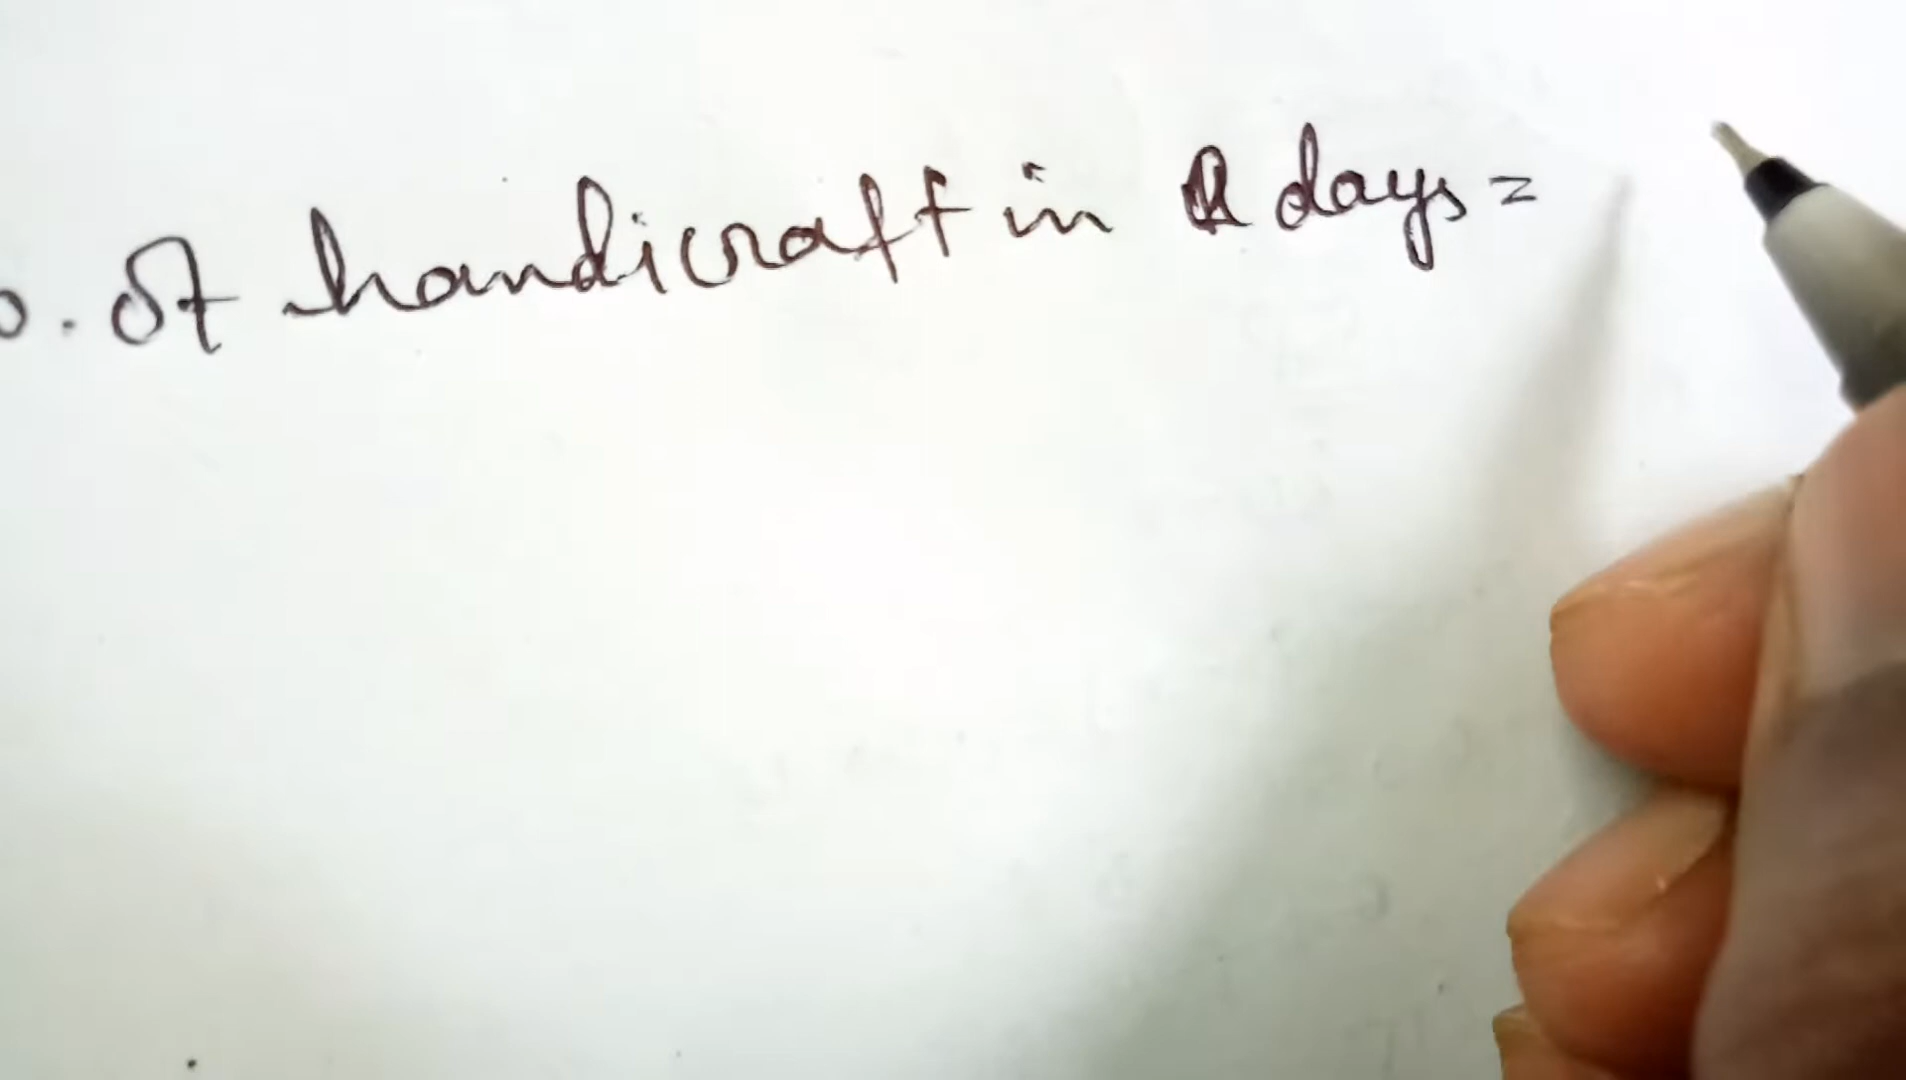 o. of handicraft in days =